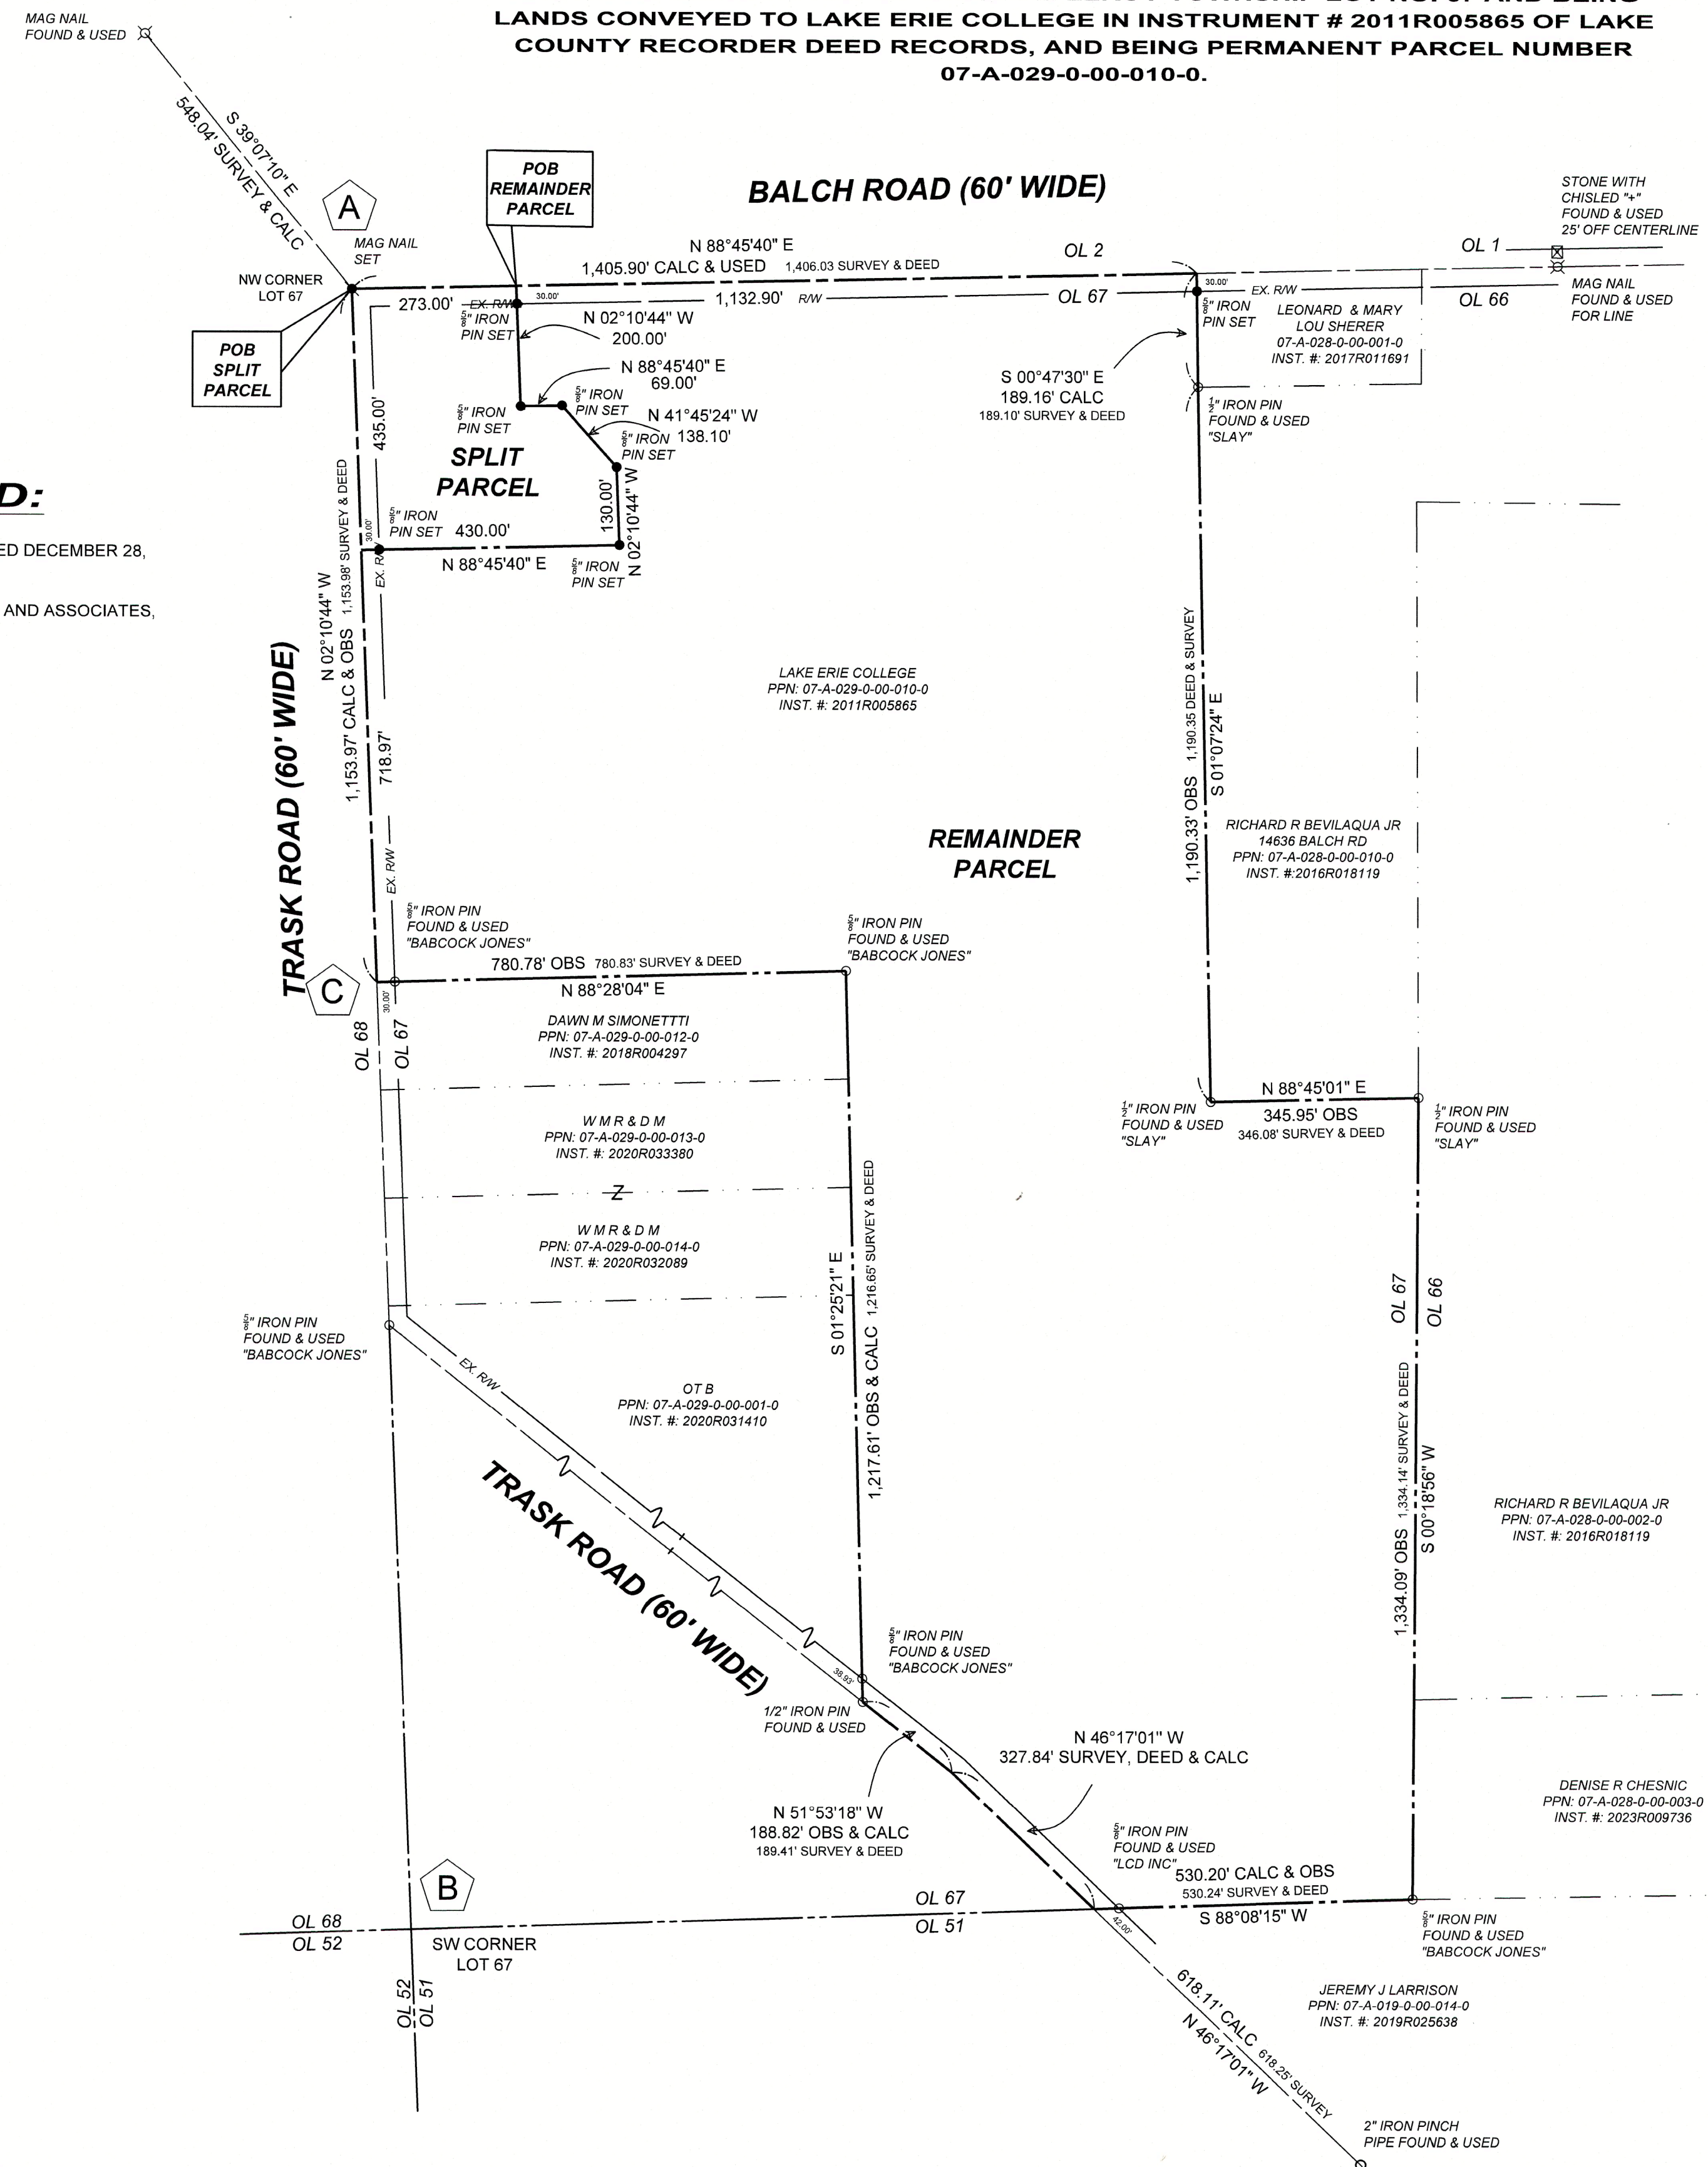 LANDS CONVEYED TO LAKE ERIE COLLEGE IN INSTRUMENT # 2011R005865 OF LAKE
COUNTY RECORDER DEED RECORDS, AND BEING PERMANENT PARCEL NUMBER
07-A-029-0-00-010-0.
MAG NAIL
FOUND & USED
S 39°07'10" E
548.04' SURVEY & CALC
A
MAG NAIL
SET
NW CORNER
LOT 67
POB
SPLIT
PARCEL
POB
REMAINDER
PARCEL
BALCH ROAD (60' WIDE)
N 88°45'40" E
1,405.90' CALC & USED 1,406.03 SURVEY & DEED
OL 2
OL 1
STONE WITH
CHISLED "+"
FOUND & USED
25' OFF CENTERLINE
MAG NAIL
FOUND & USED
FOR LINE
273.00'
EX. R/W
30.00'
1,132.90' R/W
OL 67
30.00'
EX. R/W
OL 66
5/8" IRON
PIN SET
N 02°10'44" W
200.00'
N 88°45'40" E
69.00'
5/8" IRON
PIN SET
5/8" IRON
PIN SET
N 41°45'24" W
138.10'
5/8" IRON
PIN SET
SPLIT
PARCEL
435.00'
130.00'
N 02°10'44" W
5/8" IRON
PIN SET
430.00'
N 88°45'40" E
5/8" IRON
PIN SET
30.00'
EX. R/W
5/8" IRON
PIN SET
LEONARD & MARY
LOU SHERER
07-A-028-0-00-001-0
INST. #: 2017R011691
S 00°47'30" E
189.16' CALC
189.10' SURVEY & DEED
1/2" IRON PIN
FOUND & USED
"SLAY"
D:
ED DECEMBER 28,
AND ASSOCIATES,
N 02°10'44" W
1,153.97' CALC & OBS 1,153.98' SURVEY & DEED
718.97'
EX. R/W
TRASK ROAD (60' WIDE)
LAKE ERIE COLLEGE
PPN: 07-A-029-0-00-010-0
INST. #: 2011R005865
REMAINDER
PARCEL
1,190.33' OBS 1,190.35 DEED & SURVEY
S 01°07'24" E
RICHARD R BEVILAQUA JR
14636 BALCH RD
PPN: 07-A-028-0-00-010-0
INST. #:2016R018119
5/8" IRON PIN
FOUND & USED
"BABCOCK JONES"
5/8" IRON PIN
FOUND & USED
"BABCOCK JONES"
780.78' OBS 780.83' SURVEY & DEED
N 88°28'04" E
C
30.00'
OL 68
OL 67
DAWN M SIMONETTTI
PPN: 07-A-029-0-00-012-0
INST. #: 2018R004297
W M R & D M
PPN: 07-A-029-0-00-013-0
INST. #: 2020R033380
Z
W M R & D M
PPN: 07-A-029-0-00-014-0
INST. #: 2020R032089
N 88°45'01" E
345.95' OBS
346.08' SURVEY & DEED
1/2" IRON PIN
FOUND & USED
"SLAY"
1/2" IRON PIN
FOUND & USED
"SLAY"
S 01°25'21" E
1,217.61' OBS & CALC 1,216.65' SURVEY & DEED
OL 67
OL 66
5/8" IRON PIN
FOUND & USED
"BABCOCK JONES"
EX. R/W
OT B
PPN: 07-A-029-0-00-001-0
INST. #: 2020R031410
TRASK ROAD (60' WIDE)
1,334.09' OBS 1,334.14' SURVEY & DEED
S 00°18'56" W
RICHARD R BEVILAQUA JR
PPN: 07-A-028-0-00-002-0
INST. #: 2016R018119
5/8" IRON PIN
FOUND & USED
"BABCOCK JONES"
38.93'
1/2" IRON PIN
FOUND & USED
N 46°17'01" W
327.84' SURVEY, DEED & CALC
N 51°53'18" W
188.82' OBS & CALC
189.41' SURVEY & DEED
DENISE R CHESNIC
PPN: 07-A-028-0-00-003-0
INST. #: 2023R009736
5/8" IRON PIN
FOUND & USED
"LCD INC"
530.20' CALC & OBS
530.24' SURVEY & DEED
S 88°08'15" W
B
OL 67
OL 51
OL 68
OL 52
SW CORNER
LOT 67
42.00'
5/8" IRON PIN
FOUND & USED
"BABCOCK JONES"
OL 52
OL 51
618.11' CALC 618.25' SURVEY
N 46°17'01" W
JEREMY J LARRISON
PPN: 07-A-019-0-00-014-0
INST. #: 2019R025638
2" IRON PINCH
PIPE FOUND & USED